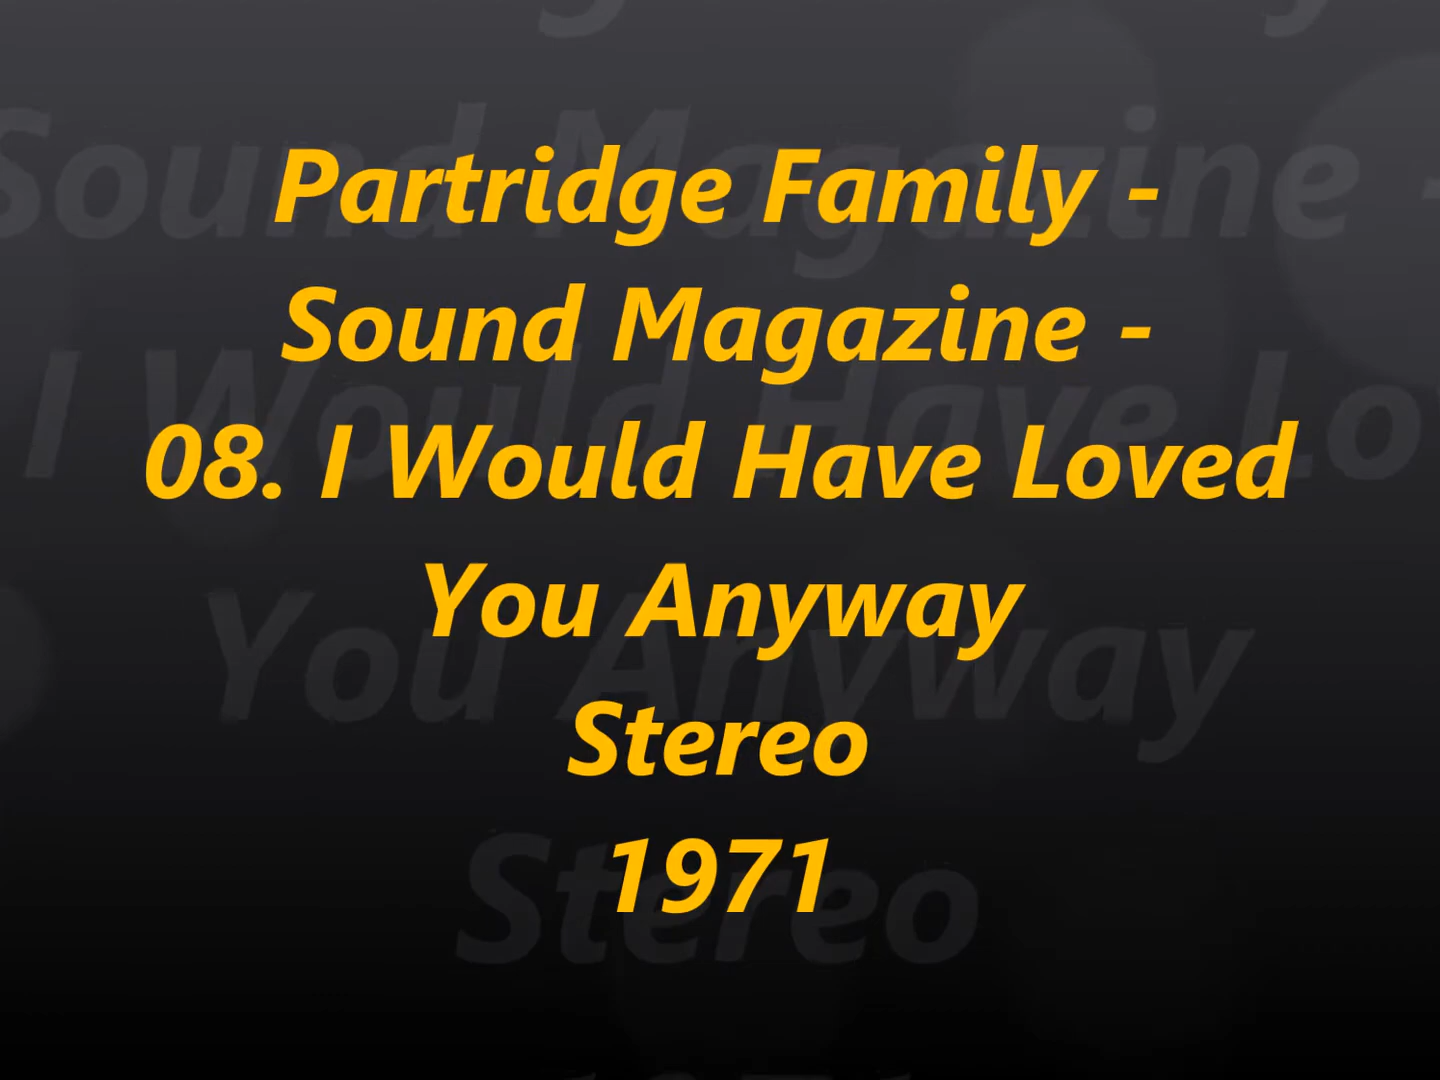 Partridge Family -
Sound Magazine -
08. I Would Have Loved
You Anyway
Stereo
1971